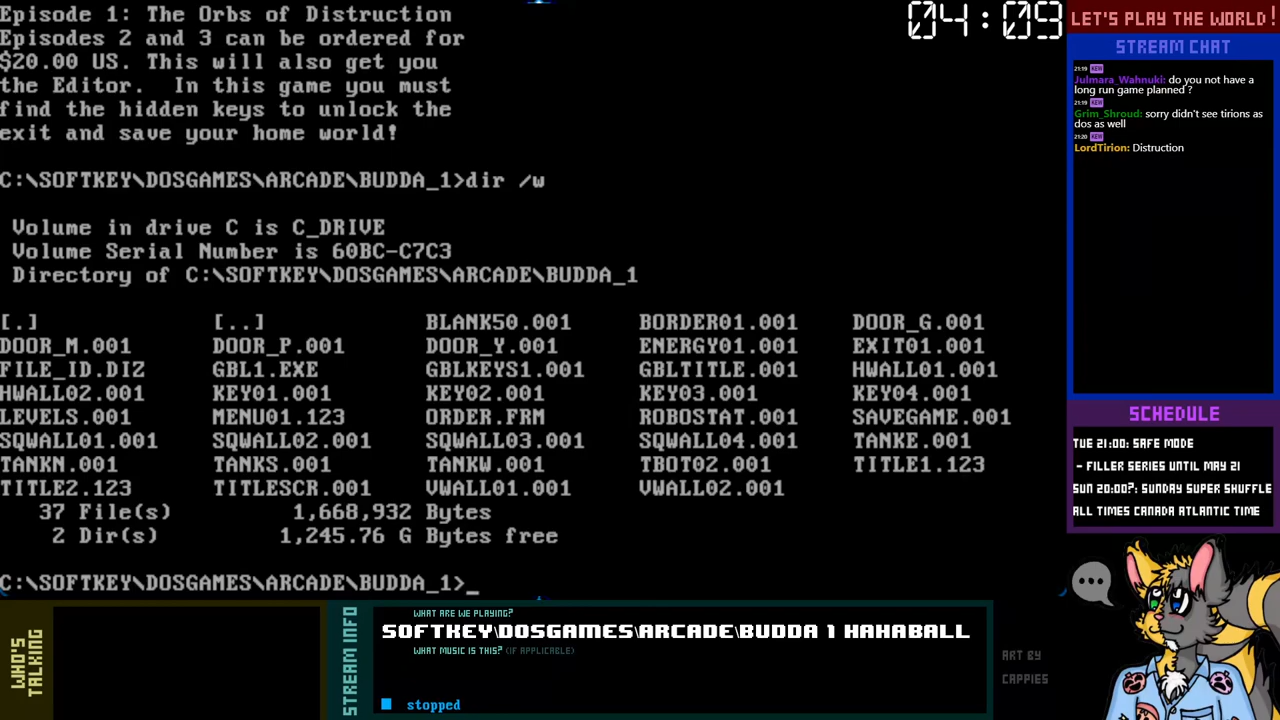 Episode 1: The Orbs of Distruction
Episodes 2 and 3 can be ordered for
$20.00 US. This will also get you
the Editor.  In this game you must
find the hidden keys to unlock the
exit and save your home world!
C:\SOFTKEY\DOSGAMES\ARCADE\BUDDA_1>dir /w
Volume in drive C is C_DRIVE
Volume Serial Number is 60BC-C7C3
Directory of C:\SOFTKEY\DOSGAMES\ARCADE\BUDDA_1
[.] [..] BLANK50.001 BORDER01.001 DOOR_G.001
DOOR_M.001 DOOR_P.001 DOOR_Y.001 ENERGY01.001 EXIT01.001
FILE_ID.DIZ GBL1.EXE GBLKEYS1.001 GBLTITLE.001 HWALL01.001
HWALL02.001 KEY01.001 KEY02.001 KEY03.001 KEY04.001
LEVELS.001 MENU01.123 ORDER.FRM ROBOSTAT.001 SAVEGAME.001
SQWALL01.001 SQWALL02.001 SQWALL03.001 SQWALL04.001 TANKE.001
TANKN.001 TANKS.001 TANKW.001 TBOT02.001 TITLE1.123
TITLE2.123 TITLESCR.001 VWALL01.001 VWALL02.001
37 File(s) 1,668,932 Bytes
2 Dir(s) 1,245.76 G Bytes free
C:\SOFTKEY\DOSGAMES\ARCADE\BUDDA_1>_
04:09
LET'S PLAY THE WORLD!
STREAM CHAT
21:19 KEW
Julmara_Wahnuki: do you not have a
long run game planned ?
21:19 KEW
Grim_Shroud: sorry didn't see tirions as
dos as well
21:20 KEW
LordTirion: Distruction
SCHEDULE
TUE 21:00: SAFE MODE
- FILLER SERIES UNTIL MAY 21
SUN 20:00?: SUNDAY SUPER SHUFFLE
ALL TIMES CANADA ATLANTIC TIME
WHO'S
TALKING
STREAM INFO
WHAT ARE WE PLAYING?
SOFTKEY\DOSGAMES\ARCADE\BUDDA 1 HAHABALL
WHAT MUSIC IS THIS? (IF APPLICABLE)
stopped
ART BY
CAPPIES